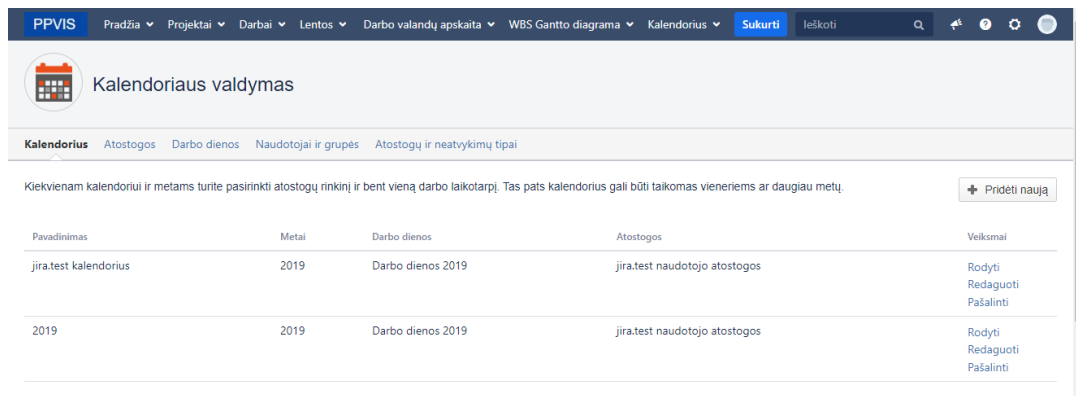 PPVIS Pradžia Projektai Darbai Lentos Darbo valandų apskaita WBS Gantto diagrama Kalendorius Sukurti Ieškoti
Kalendoriaus valdymas
Kalendorius Atostogos Darbo dienos Naudotojai ir grupės Atostogų ir neatvykimų tipai
Kiekvienam kalendoriui ir metams turite pasirinkti atostogų rinkinį ir bent vieną darbo laikotarpį. Tas pats kalendorius gali būti taikomas vieneriems ar daugiau metų.
+ Pridėti naują
Pavadinimas Metai Darbo dienos Atostogos Veiksmai
jira.test kalendorius 2019 Darbo dienos 2019 jira.test naudotojo atostogos Rodyti
Redaguoti
Pašalinti
2019 2019 Darbo dienos 2019 jira.test naudotojo atostogos Rodyti
Redaguoti
Pašalinti